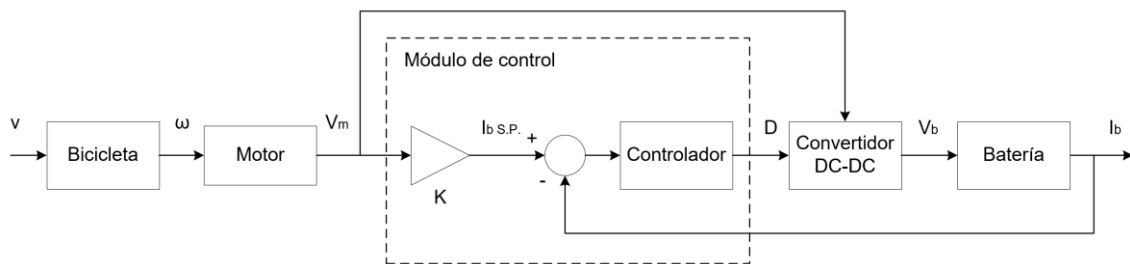 Módulo de control
v
Bicicleta
ω
Motor
Vm
K
Ib S.P.
+
-
Controlador
D
Convertidor
DC-DC
Vb
Batería
Ib